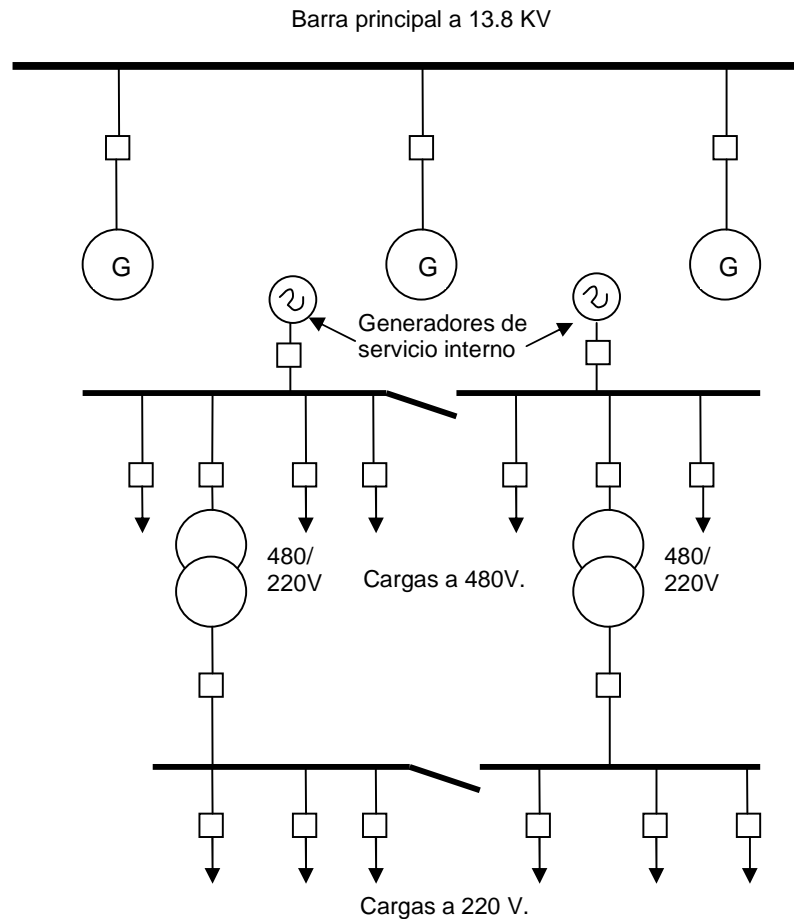 Barra principal a 13.8 KV
G
G
G
Generadores de
servicio interno
480/
220V
Cargas a 480V.
480/
220V
Cargas a 220 V.